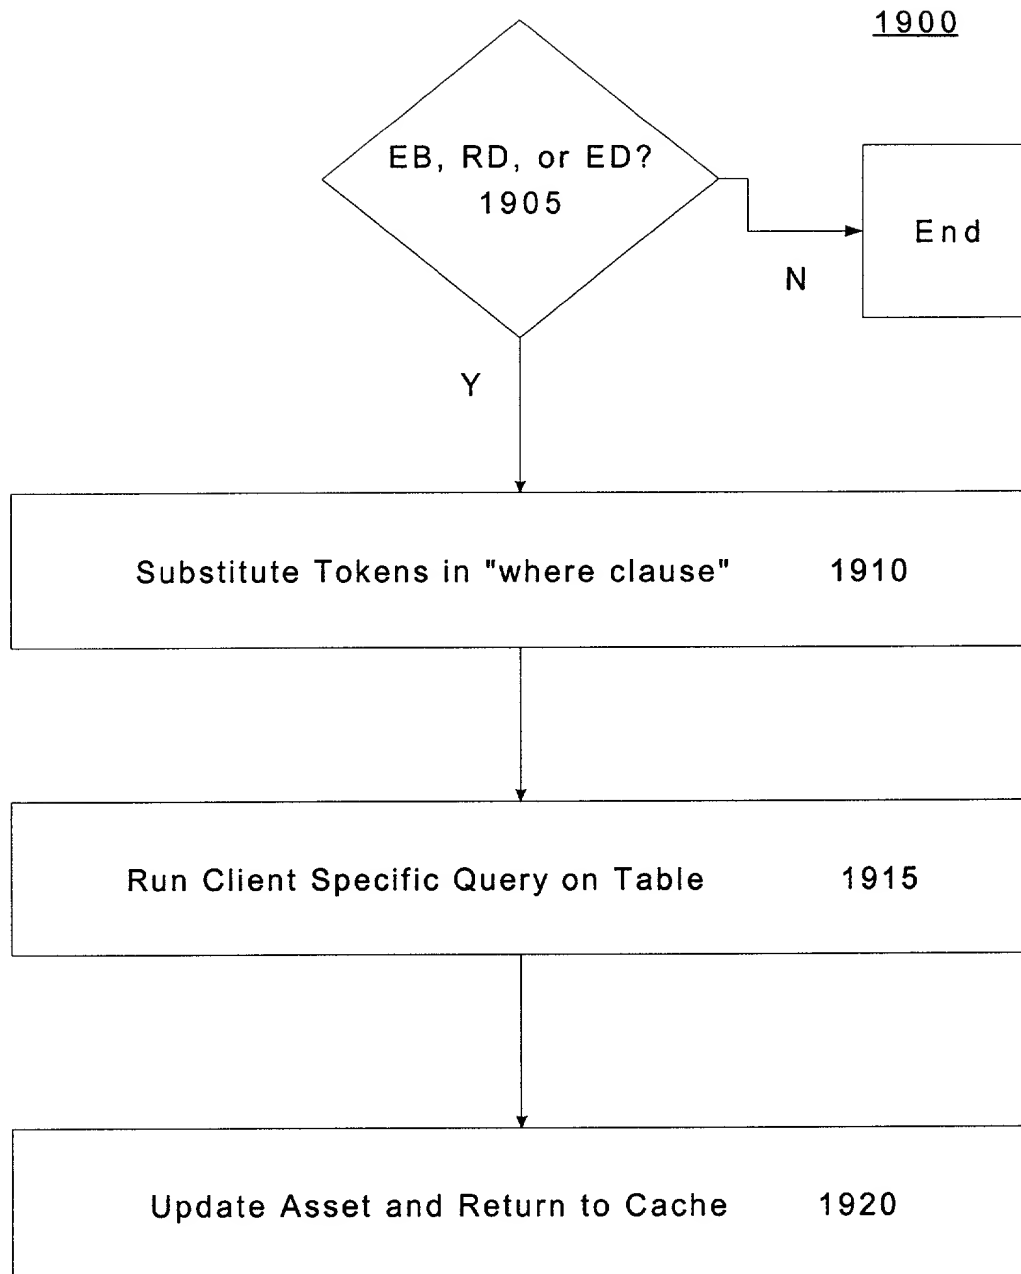 1900
EB, RD, or ED?
1905
End
N
Y
Substitute Tokens in "where clause" 1910
Run Client Specific Query on Table 1915
Update Asset and Return to Cache 1920